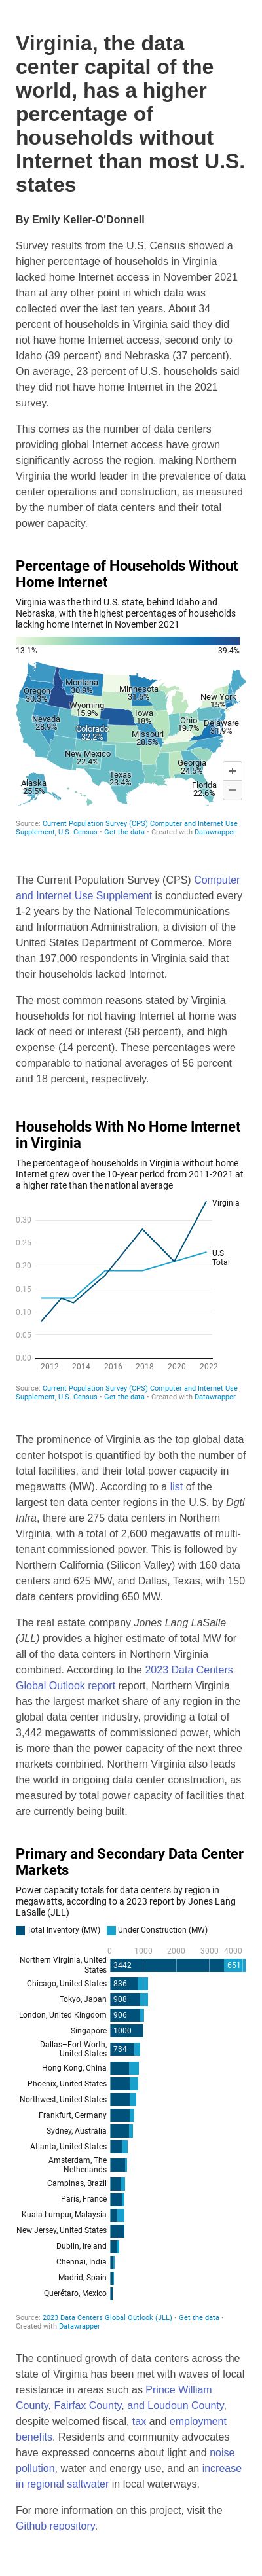 Virginia, the data
center capital of the
world, has a higher
percentage of
households without
Internet than most U.S.
states
By Emily Keller-O'Donnell
Survey results from the U.S. Census showed a
higher percentage of households in Virginia
lacked home Internet access in November 2021
than at any other point in which data was
collected over the last ten years. About 34
percent of households in Virginia said they did
not have home Internet access, second only to
Idaho (39 percent) and Nebraska (37 percent).
On average, 23 percent of U.S. households said
they did not have home Internet in the 2021
survey.
This comes as the number of data centers
providing global Internet access have grown
significantly across the region, making Northern
Virginia the world leader in the prevalence of data
center operations and construction, as measured
by the number of data centers and their total
power capacity.
Percentage of Households Without
Home Internet
Virginia was the third U.S. state, behind Idaho and
Nebraska, with the highest percentages of households
lacking home Internet in November 2021
13.1% 39.4%
Montana
30.9%
Oregon
30.3%
Minnesota
31.6%
Wyoming
15.9%
New York
15%
Iowa
18%
Nevada
28.9%
Ohio
19.7%
Delaware
31.9%
Colorado
32.2%
Missouri
28.5%
New Mexico
22.4%
Georgia
24.5%
Texas
23.4%
Alaska
25.5%
Florida
22.6%
+
−
Source: Current Population Survey (CPS) Computer and Internet Use
Supplement, U.S. Census • Get the data • Created with Datawrapper
The Current Population Survey (CPS) Computer
and Internet Use Supplement is conducted every
1-2 years by the National Telecommunications
and Information Administration, a division of the
United States Department of Commerce. More
than 197,000 respondents in Virginia said that
their households lacked Internet.
The most common reasons stated by Virginia
households for not having Internet at home was
lack of need or interest (58 percent), and high
expense (14 percent). These percentages were
comparable to national averages of 56 percent
and 18 percent, respectively.
Households With No Home Internet
in Virginia
The percentage of households in Virginia without home
Internet grew over the 10-year period from 2011-2021 at
a higher rate than the national average
Virginia
0.30
0.25
U.S.
Total
0.20
0.15
0.10
0.05
0.00
2012 2014 2016 2018 2020 2022
Source: Current Population Survey (CPS) Computer and Internet Use
Supplement, U.S. Census • Get the data • Created with Datawrapper
The prominence of Virginia as the top global data
center hotspot is quantified by both the number of
total facilities, and their total power capacity in
megawatts (MW). According to a list of the
largest ten data center regions in the U.S. by Dgtl
Infra, there are 275 data centers in Northern
Virginia, with a total of 2,600 megawatts of multi-
tenant commissioned power. This is followed by
Northern California (Silicon Valley) with 160 data
centers and 625 MW, and Dallas, Texas, with 150
data centers providing 650 MW.
The real estate company Jones Lang LaSalle
(JLL) provides a higher estimate of total MW for
all of the data centers in Northern Virginia
combined. According to the 2023 Data Centers
Global Outlook report report, Northern Virginia
has the largest market share of any region in the
global data center industry, providing a total of
3,442 megawatts of commissioned power, which
is more than the power capacity of the next three
markets combined. Northern Virginia also leads
the world in ongoing data center construction, as
measured by total power capacity of facilities that
are currently being built.
Primary and Secondary Data Center
Markets
Power capacity totals for data centers by region in
megawatts, according to a 2023 report by Jones Lang
LaSalle (JLL)
Total Inventory (MW) Under Construction (MW)
0 1000 2000 3000 4000
Northern Virginia, United
States 3442 651
Chicago, United States 836
Tokyo, Japan 908
London, United Kingdom 906
Singapore 1000
Dallas–Fort Worth,
United States 734
Hong Kong, China
Phoenix, United States
Northwest, United States
Frankfurt, Germany
Sydney, Australia
Atlanta, United States
Amsterdam, The
Netherlands
Campinas, Brazil
Paris, France
Kuala Lumpur, Malaysia
New Jersey, United States
Dublin, Ireland
Chennai, India
Madrid, Spain
Querétaro, Mexico
Source: 2023 Data Centers Global Outlook (JLL) • Get the data •
Created with Datawrapper
The continued growth of data centers across the
state of Virginia has been met with waves of local
resistance in areas such as Prince William
County, Fairfax County, and Loudoun County,
despite welcomed fiscal, tax and employment
benefits. Residents and community advocates
have expressed concerns about light and noise
pollution, water and energy use, and an increase
in regional saltwater in local waterways.
For more information on this project, visit the
Github repository.